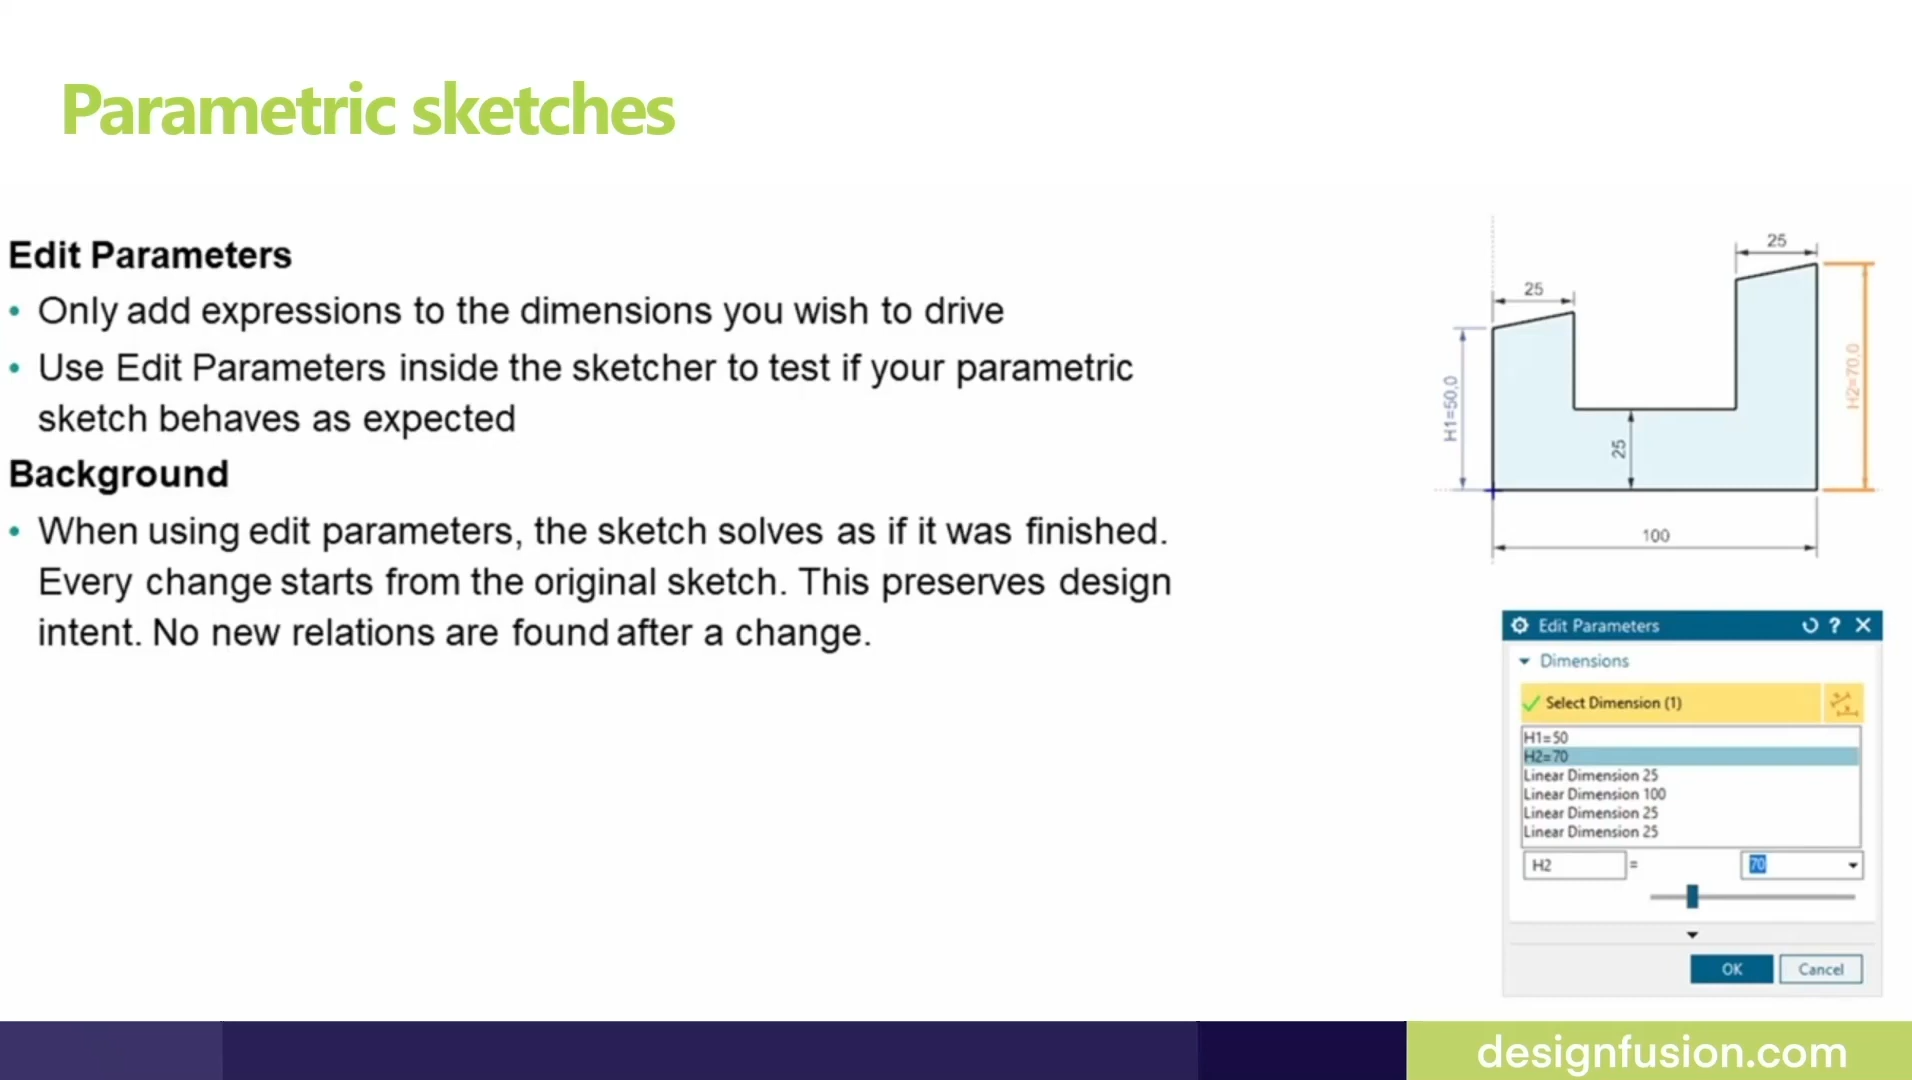 Parametric sketches
Edit Parameters
• Only add expressions to the dimensions you wish to drive
• Use Edit Parameters inside the sketcher to test if your parametric
sketch behaves as expected
Background
• When using edit parameters, the sketch solves as if it was finished.
Every change starts from the original sketch. This preserves design
intent. No new relations are found after a change.
25
25
H1=50,0
H2=70,0
25
100
Edit Parameters
Dimensions
Select Dimension (1)
H1=50
H2=70
Linear Dimension 25
Linear Dimension 100
Linear Dimension 25
Linear Dimension 25
H2 = 70
OK Cancel
designfusion.com